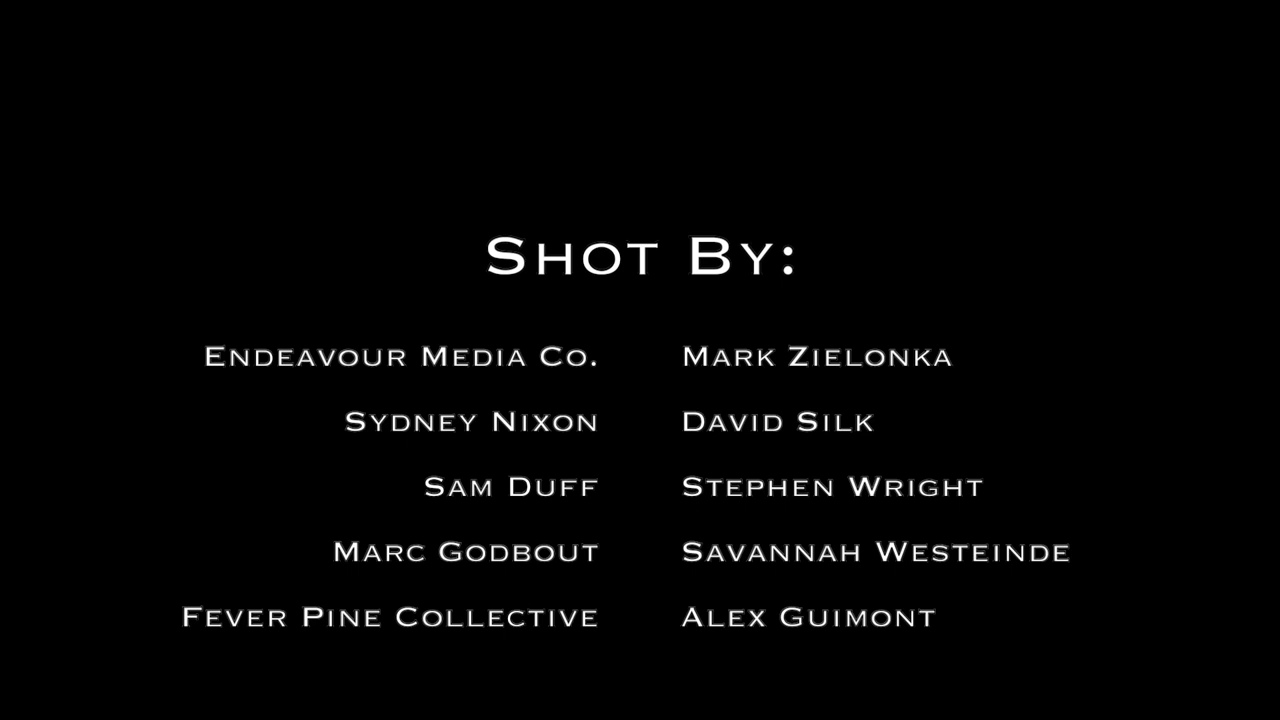 Shot By:
Endeavour Media Co. Mark Zielonka
Sydney Nixon David Silk
Sam Duff Stephen Wright
Marc Godbout Savannah Westeinde
Fever Pine Collective Alex Guimont